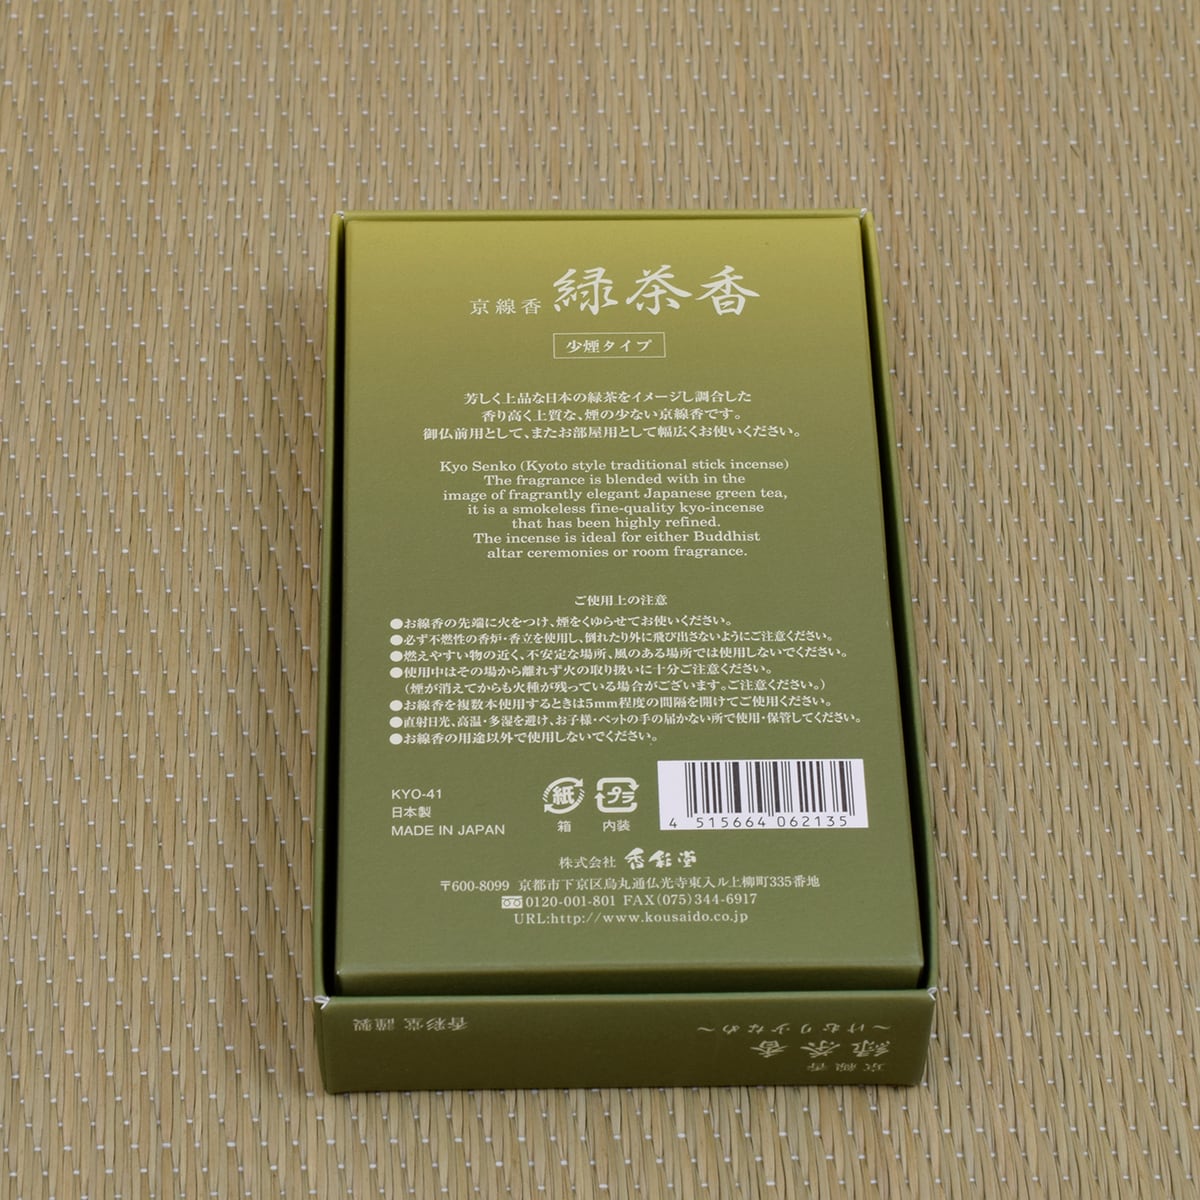 京線香 緑茶香
少煙タイプ
芳しく上品な日本の緑茶をイメージし調合した
香り高く上質な、煙の少ない京線香です。
御仏前用として、またお部屋用として幅広くお使いください。
Kyo Senko (Kyoto style traditional stick incense)
The fragrance is blended with in the
image of fragrantly elegant Japanese green tea,
it is a smokeless fine-quality kyo-incense
that has been highly refined.
The incense is ideal for either Buddhist
altar ceremonies or room fragrance.
ご使用上の注意
●お線香の先端に火をつけ、煙をくゆらせてお使いください。
●必ず不燃性の香炉・香立を使用し、倒れたり外に飛び出さないようにご注意ください。
●燃えやすい物の近く、不安定な場所、風のある場所では使用しないでください。
●使用中はその場から離れず火の取り扱いに十分ご注意ください。
(煙が消えてからも火種が残っている場合がございます。ご注意ください。)
●お線香を複数本使用するときは5mm程度の間隔を開けてご使用ください。
●直射日光、高温・多湿を避け、お子様・ペットの手の届かない所で使用・保管してください。
●お線香の用途以外で使用しないでください。
KYO-41
日本製
MADE IN JAPAN
紙
箱
プラ
内装
4 515664 062135
株式会社 香彩堂
〒600-8099 京都市下京区烏丸通仏光寺東入ル上柳町335番地
0120-001-801 FAX(075)344-6917
URL:http://www.kousaido.co.jp
京線香
緑茶香
～けむり少なめ～
香彩堂 謹製